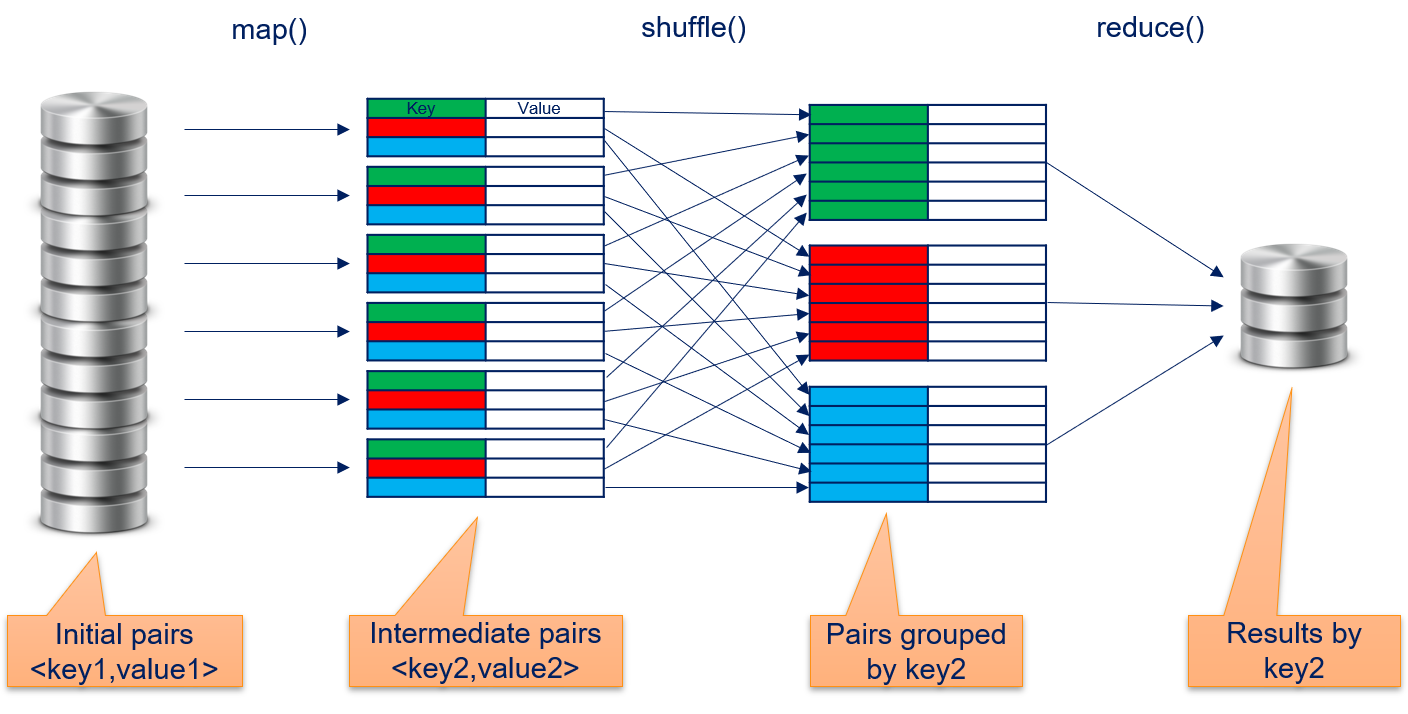 map()
shuffle()
reduce()
Key
Value
Initial pairs
<key1,value1>
Intermediate pairs
<key2,value2>
Pairs grouped
by key2
Results by
key2